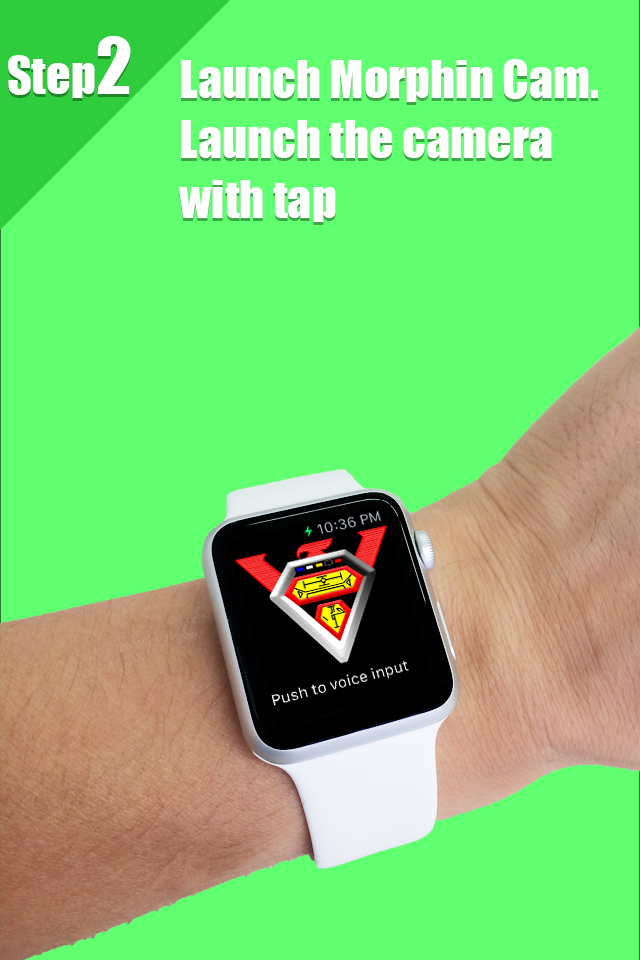 Step2
Launch Morphin Cam.
Launch the camera
with tap
10:36 PM
Push to voice input